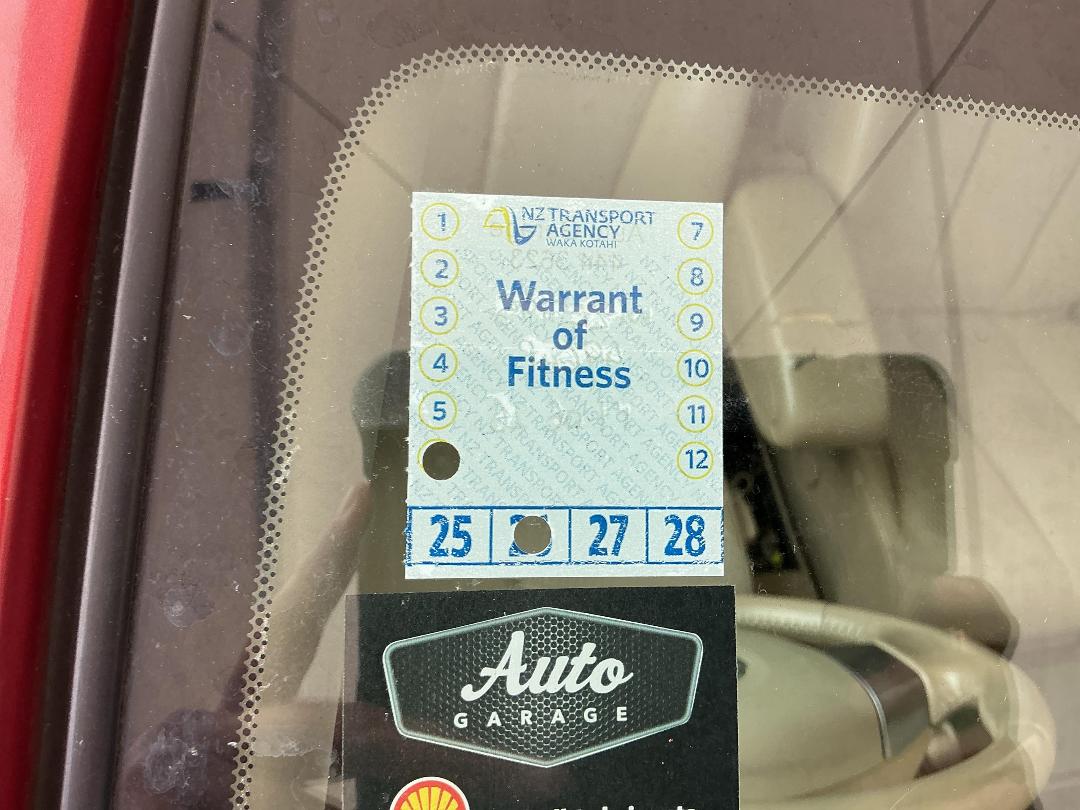 1
NZ TRANSPORT
AGENCY
WAKA KOTAHI
7
2
8
Warrant
of
Fitness
3
9
4
10
5
11
12
25
27
28
Auto
GARAGE